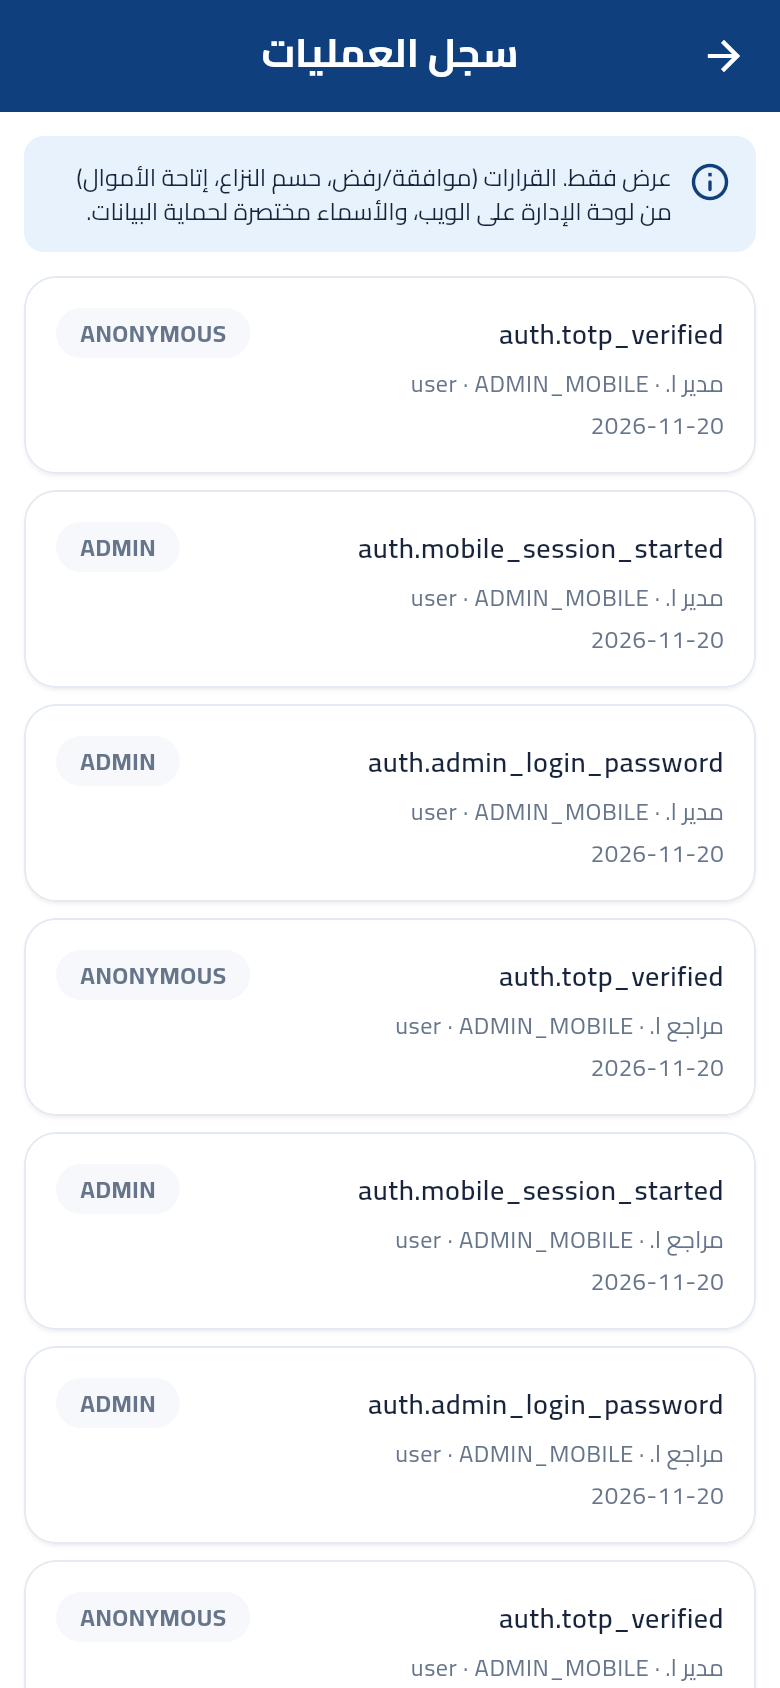 سجل العمليات
عرض فقط. القرارات (موافقة/رفض، حسم النزاع، إتاحة الأموال)
من لوحة الإدارة على الويب، والأسماء مختصرة لحماية البيانات.
auth.totp_verified
ANONYMOUS
مدير ا. · user · ADMIN_MOBILE
2026-11-20
auth.mobile_session_started
ADMIN
مدير ا. · user · ADMIN_MOBILE
2026-11-20
auth.admin_login_password
ADMIN
مدير ا. · user · ADMIN_MOBILE
2026-11-20
auth.totp_verified
ANONYMOUS
مراجع ا. · user · ADMIN_MOBILE
2026-11-20
auth.mobile_session_started
ADMIN
مراجع ا. · user · ADMIN_MOBILE
2026-11-20
auth.admin_login_password
ADMIN
مراجع ا. · user · ADMIN_MOBILE
2026-11-20
auth.totp_verified
ANONYMOUS
مدير ا. · user · ADMIN_MOBILE